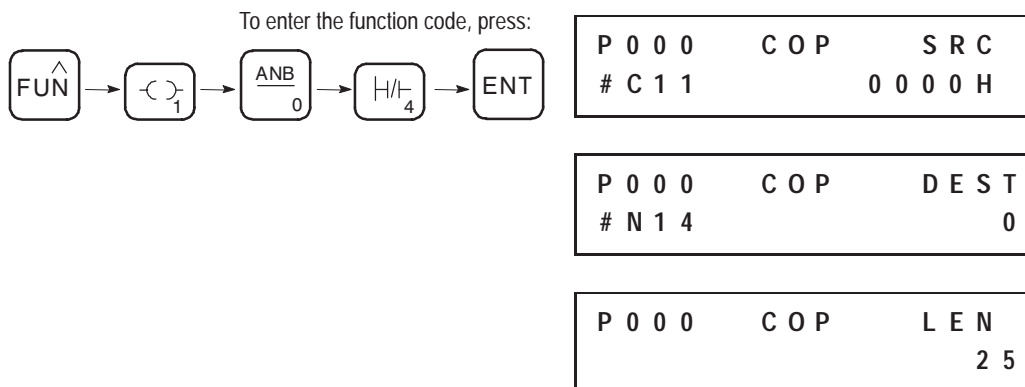 To enter the function code, press:
FUN ^ 1 ANB 0 4 ENT
P000 COP SRC
#C11 0000H
P000 COP DEST
#N14 0
P000 COP LEN
25